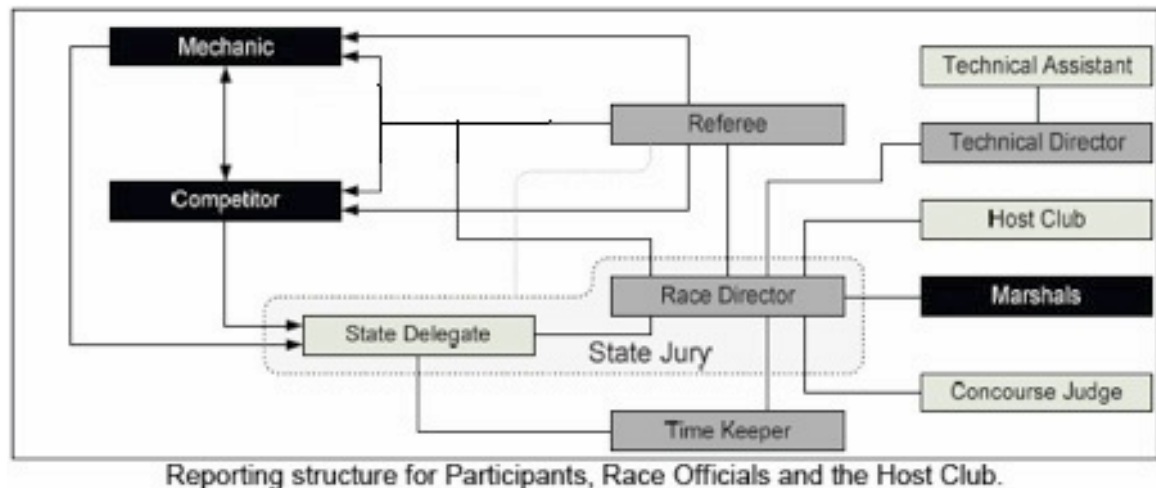 Mechanic
Technical Assistant
Referee
Technical Director
Competitor
Host Club
Race Director
Marshals
State Delegate
State Jury
Concourse Judge
Time Keeper
Reporting structure for Participants, Race Officials and the Host Club.